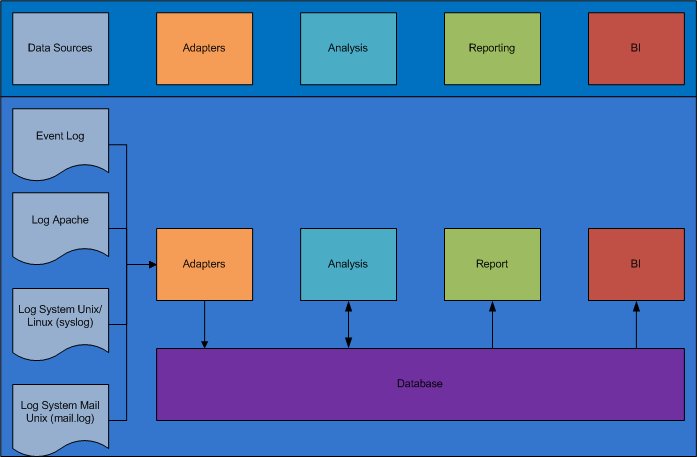 Data Sources
Adapters
Analysis
Reporting
BI
Event Log
Log Apache
Log System Unix/
Linux (syslog)
Log System Mail
Unix (mail.log)
Adapters
Analysis
Report
BI
Database